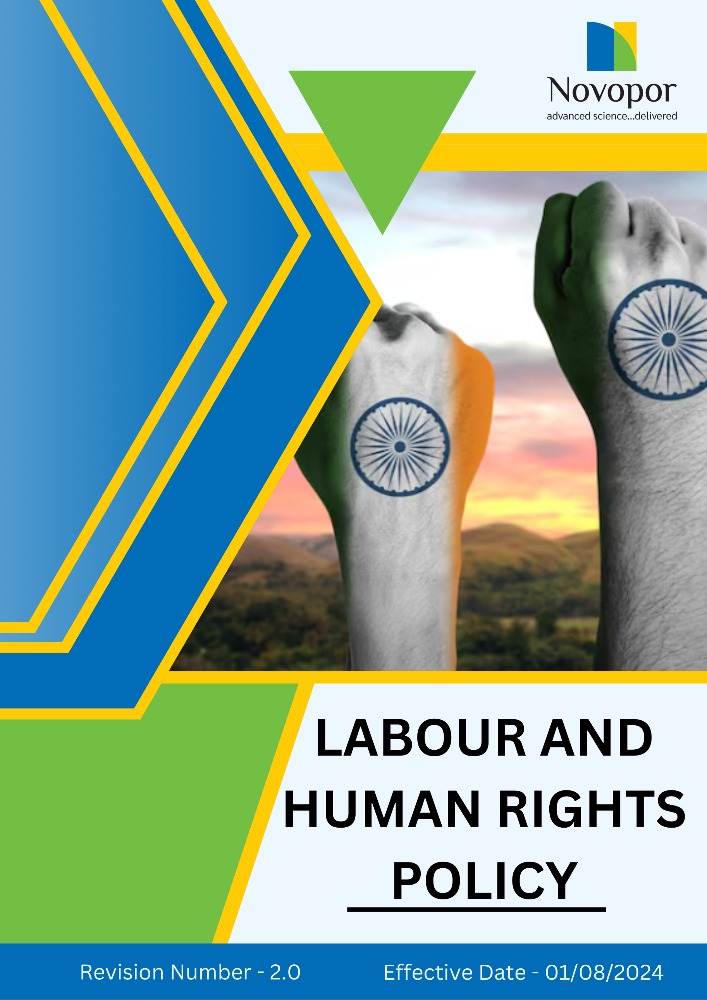 Novopor
advanced science...delivered
LABOUR AND
HUMAN RIGHTS
POLICY
Revision Number - 2.0
Effective Date - 01/08/2024